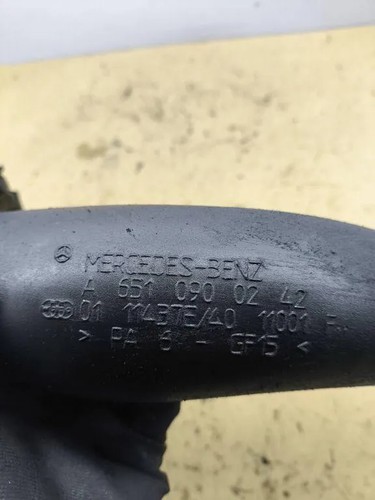 MERCEDES-BENZ
A 651 090 02 42
01 11437E/40 11001 F
> PA 6 - GF15 <